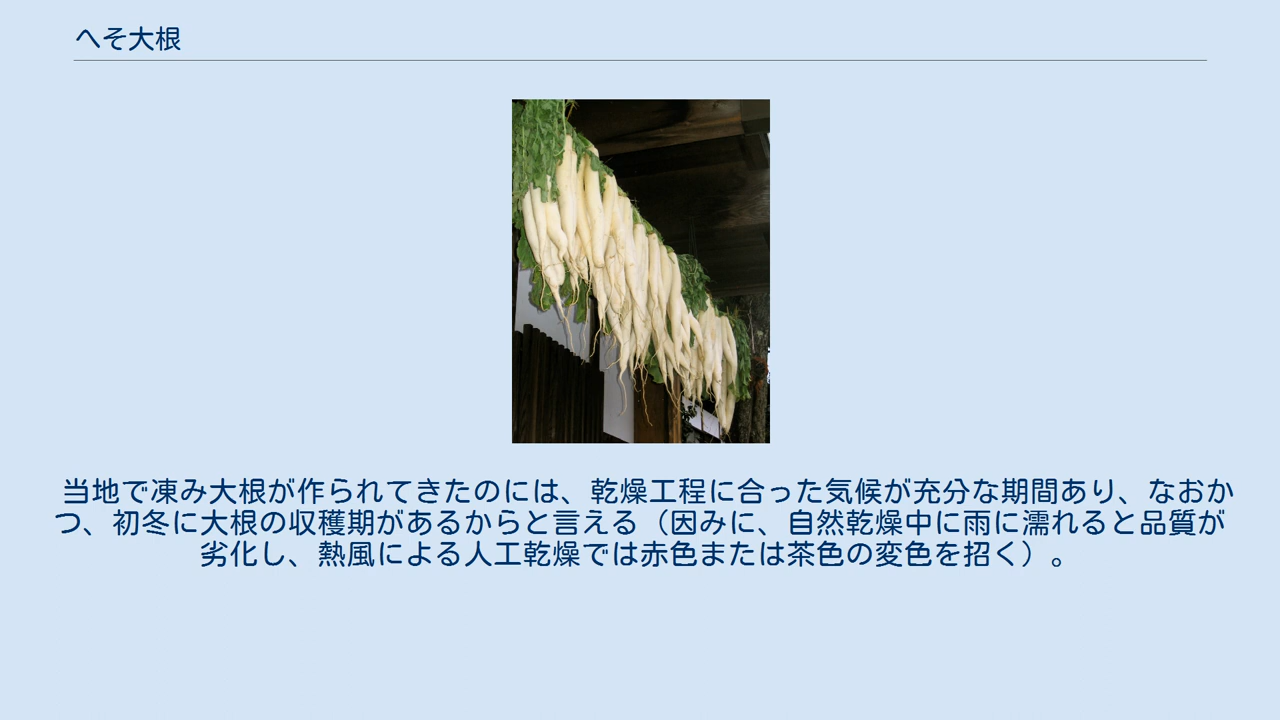 へそ大根
当地で凍み大根が作られてきたのには、乾燥工程に合った気候が充分な期間あり、なおか
つ、初冬に大根の収穫期があるからと言える（因みに、自然乾燥中に雨に濡れると品質が
劣化し、熱風による人工乾燥では赤色または茶色の変色を招く）。